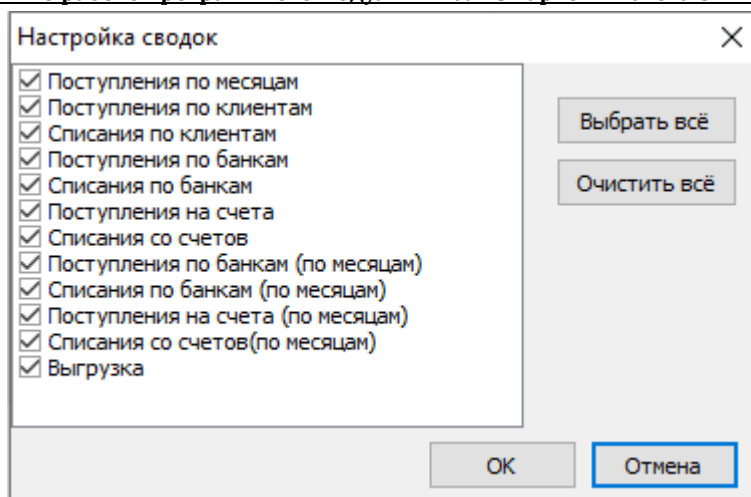 Настройка сводок
Поступления по месяцам
Поступления по клиентам
Списания по клиентам
Поступления по банкам
Списания по банкам
Поступления на счета
Списания со счетов
Поступления по банкам (по месяцам)
Списания по банкам (по месяцам)
Поступления на счета (по месяцам)
Списания со счетов(по месяцам)
Выгрузка
Выбрать всё
Очистить всё
ОК
Отмена